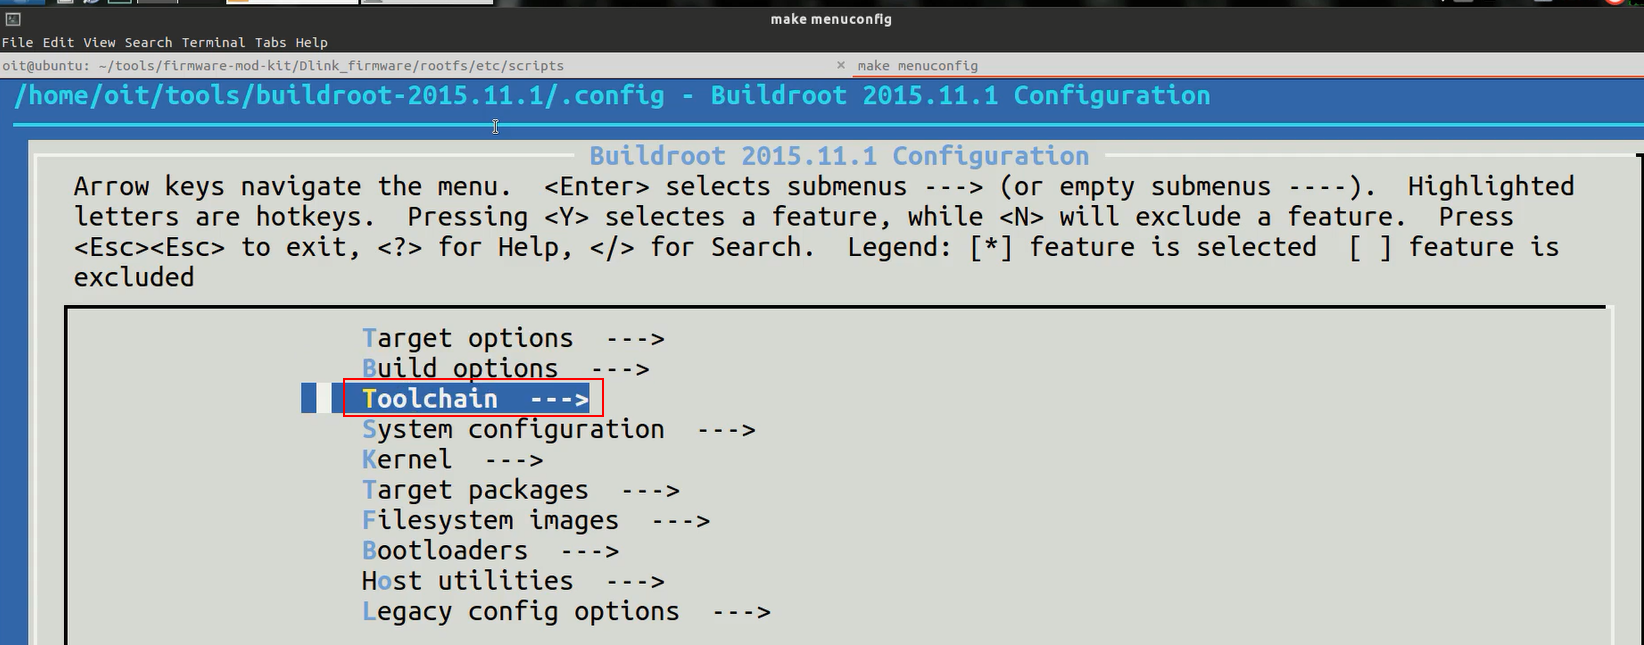 make menuconfig
File Edit View Search Terminal Tabs Help
oit@ubuntu: ~/tools/firmware-mod-kit/Dlink_firmware/rootfs/etc/scripts × make menuconfig
/home/oit/tools/buildroot-2015.11.1/.config - Buildroot 2015.11.1 Configuration
Buildroot 2015.11.1 Configuration
Arrow keys navigate the menu.  <Enter> selects submenus ---> (or empty submenus ----).  Highlighted
letters are hotkeys.  Pressing <Y> selectes a feature, while <N> will exclude a feature.  Press
<Esc><Esc> to exit, <?> for Help, </> for Search.  Legend: [*] feature is selected  [ ] feature is
excluded
Target options  --->
Build options  --->
Toolchain  --->
System configuration  --->
Kernel  --->
Target packages  --->
Filesystem images  --->
Bootloaders  --->
Host utilities  --->
Legacy config options  --->